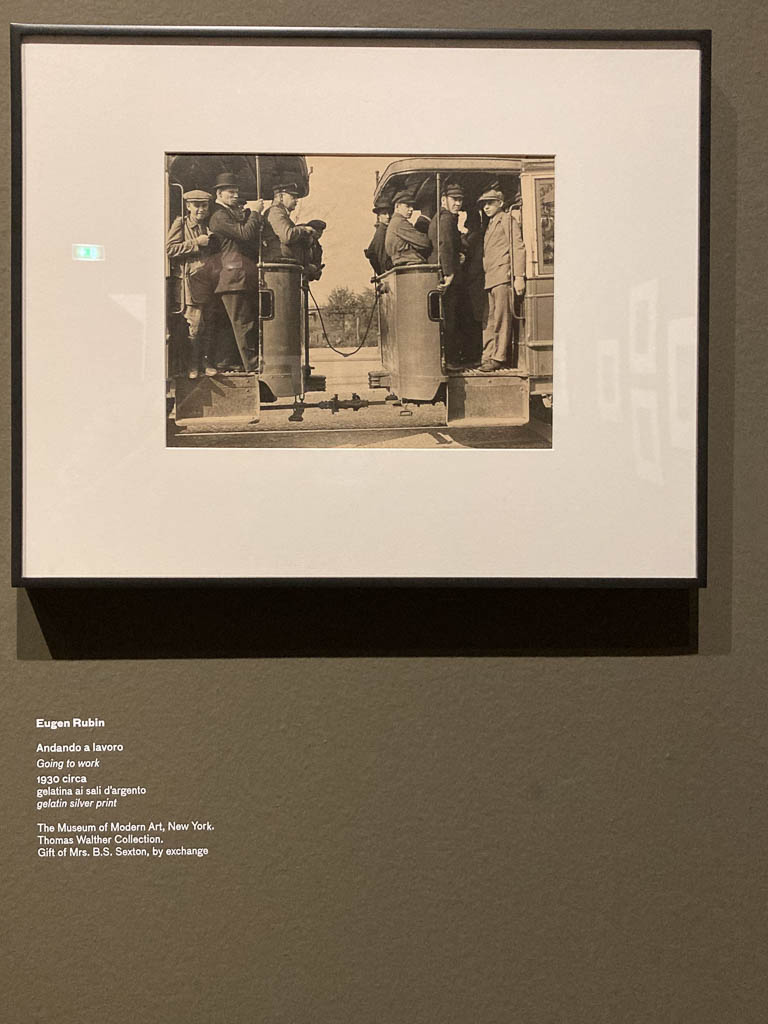 Eugen Rubin
Andando a lavoro
Going to work
1930 circa
gelatina ai sali d'argento
gelatin silver print
The Museum of Modern Art, New York.
Thomas Walther Collection.
Gift of Mrs. B.S. Sexton, by exchange